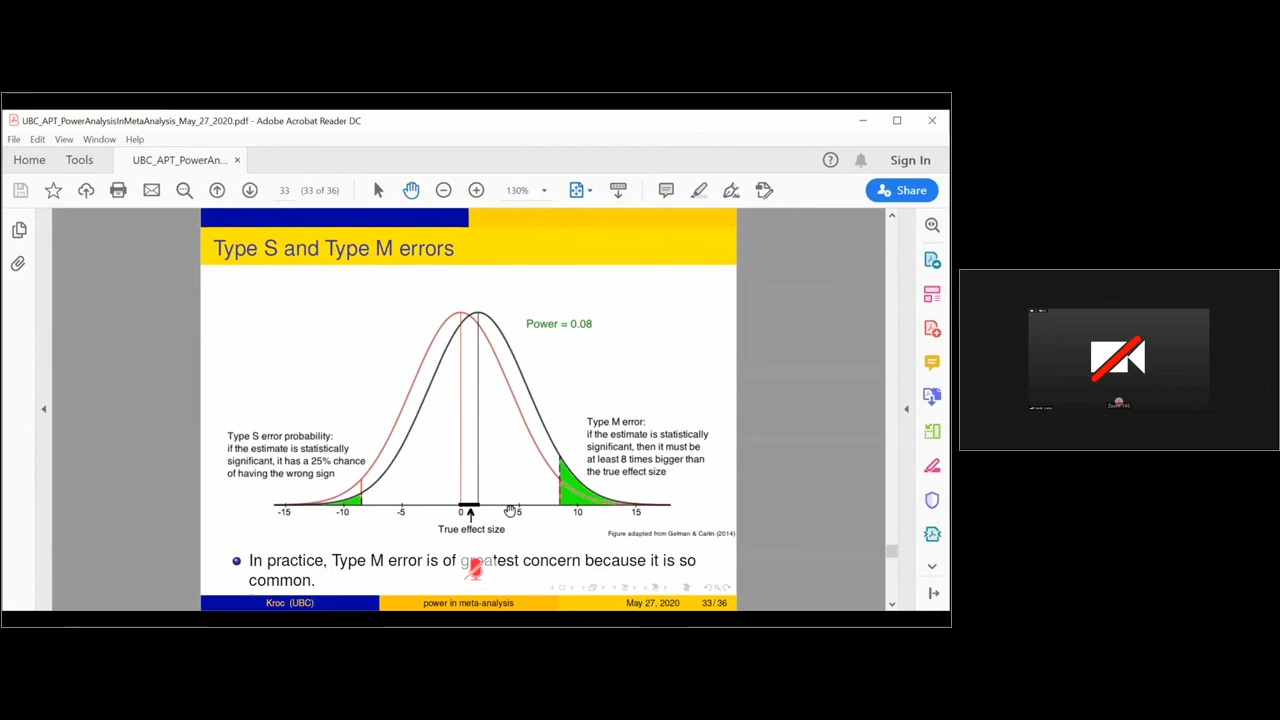 UBC_APT_PowerAnalysisInMetaAnalysis_May_27_2020.pdf - Adobe Acrobat Reader DC
File Edit View Window Help
Home Tools UBC_APT_PowerAn... × Sign In
33 (33 of 36) 130% Share
Type S and Type M errors
Power = 0.08
Type M error:
if the estimate is statistically
significant, then it must be
at least 8 times bigger than
the true effect size
Type S error probability:
if the estimate is statistically
significant, it has a 25% chance
of having the wrong sign
-15 -10 -5 0 5 10 15
True effect size
Figure adapted from Gelman & Carlin (2014)
In practice, Type M error is of greatest concern because it is so
common.
Kroc (UBC) power in meta-analysis May 27, 2020 33/36